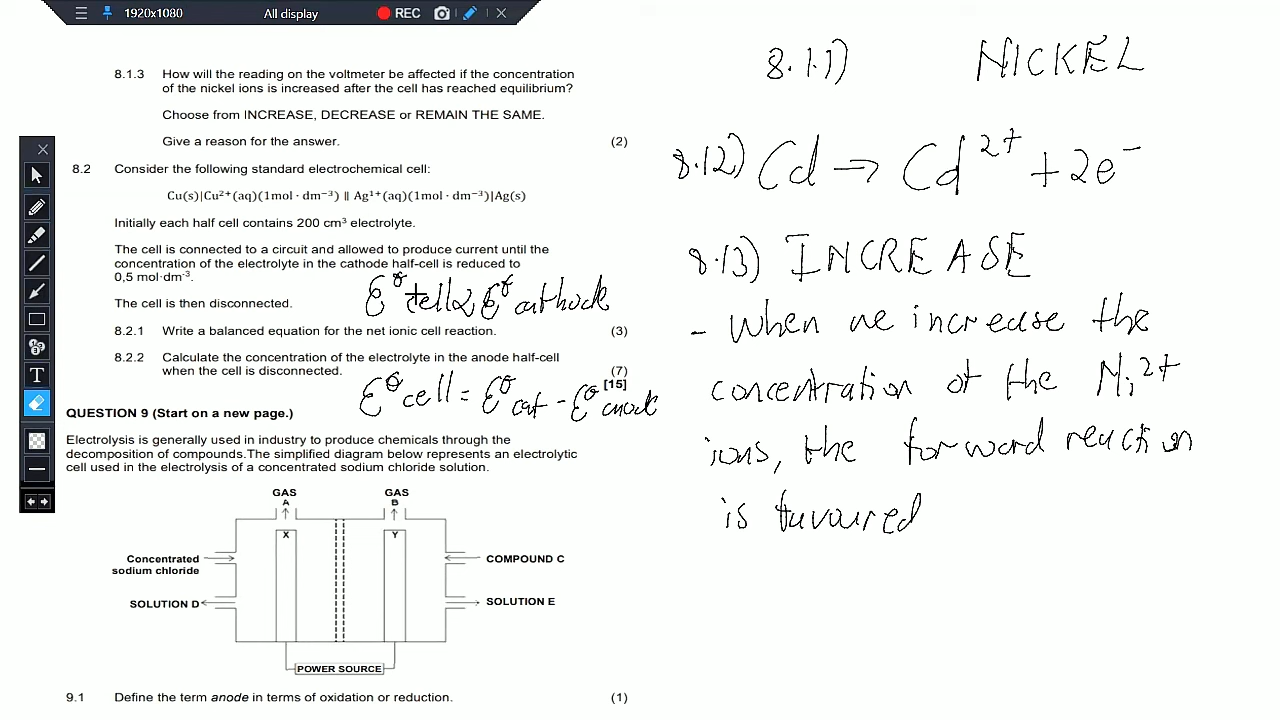 1920x1080 All display REC
8.1.3 How will the reading on the voltmeter be affected if the concentration
of the nickel ions is increased after the cell has reached equilibrium?
Choose from INCREASE, DECREASE or REMAIN THE SAME.
Give a reason for the answer. (2)
8.2 Consider the following standard electrochemical cell:
Cu(s)|Cu²⁺(aq)(1mol · dm⁻³) ∥ Ag¹⁺(aq)(1mol · dm⁻³)|Ag(s)
Initially each half cell contains 200 cm³ electrolyte.
The cell is connected to a circuit and allowed to produce current until the
concentration of the electrolyte in the cathode half-cell is reduced to
0,5 mol·dm⁻³.
The cell is then disconnected.
8.2.1 Write a balanced equation for the net ionic cell reaction. (3)
8.2.2 Calculate the concentration of the electrolyte in the anode half-cell
when the cell is disconnected. (7)
[15]
QUESTION 9 (Start on a new page.)
Electrolysis is generally used in industry to produce chemicals through the
decomposition of compounds.The simplified diagram below represents an electrolytic
cell used in the electrolysis of a concentrated sodium chloride solution.
GAS GAS
A B
X Y
Concentrated COMPOUND C
sodium chloride
SOLUTION D SOLUTION E
POWER SOURCE
9.1 Define the term anode in terms of oxidation or reduction. (1)
T
Ɛ° cell α Ɛ° cathode
Ɛ° cell = Ɛ° cat - Ɛ° anode
8.1.1) NICKEL
8.12) Cd → Cd²⁺ + 2e⁻
8.13) INCREASE
- When we increase the
concentration of the Ni²⁺
ions, the forward reaction
is favoured